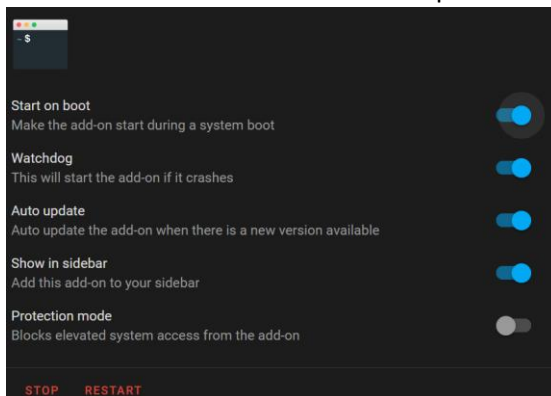 ~ $
Start on boot
Make the add-on start during a system boot
Watchdog
This will start the add-on if it crashes
Auto update
Auto update the add-on when there is a new version available
Show in sidebar
Add this add-on to your sidebar
Protection mode
Blocks elevated system access from the add-on
STOP RESTART